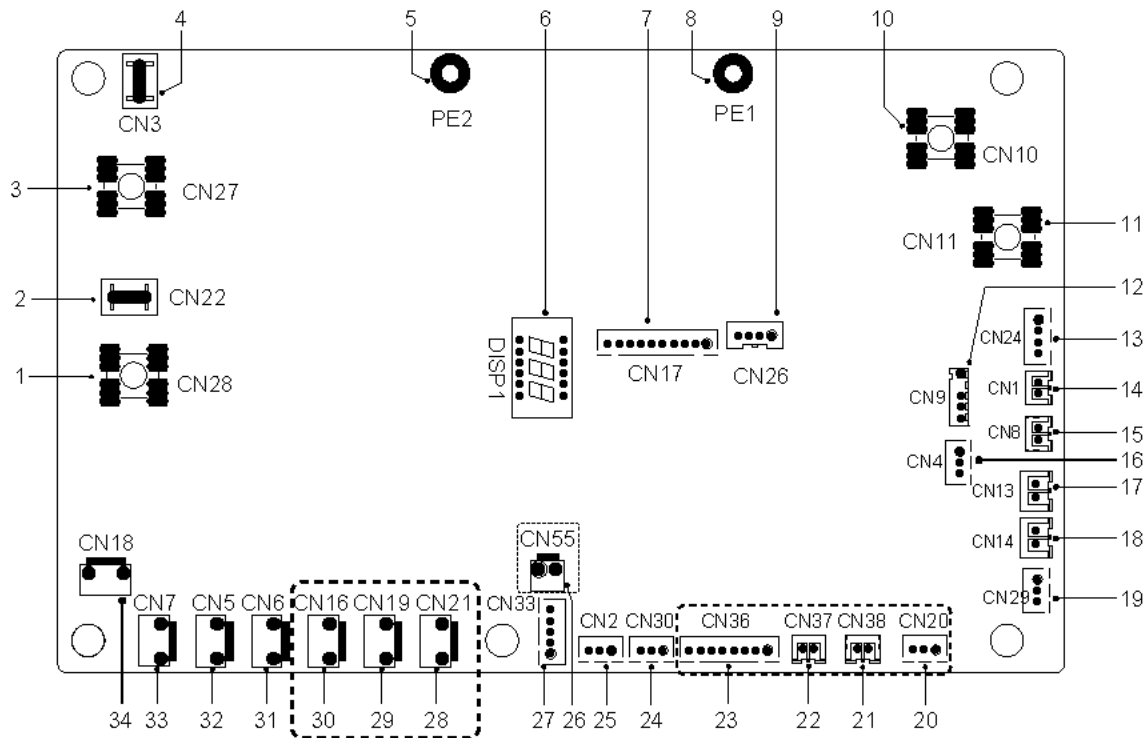 4 5 6 7 8 9
10
CN3 PE2 PE1
CN10
3 CN27
CN11 11
12
2 CN22
CN24 13
DISP1
CN17 CN26
1 CN28
CN9 CN1 14
CN8 15
CN4 16
CN13 17
CN14 18
CN18 CN55
CN29 19
CN7 CN5 CN6 CN16 CN19 CN21 CN33 CN2 CN30 CN36 CN37 CN38 CN20
34 33 32 31 30 29 28 27 26 25 24 23 22 21 20